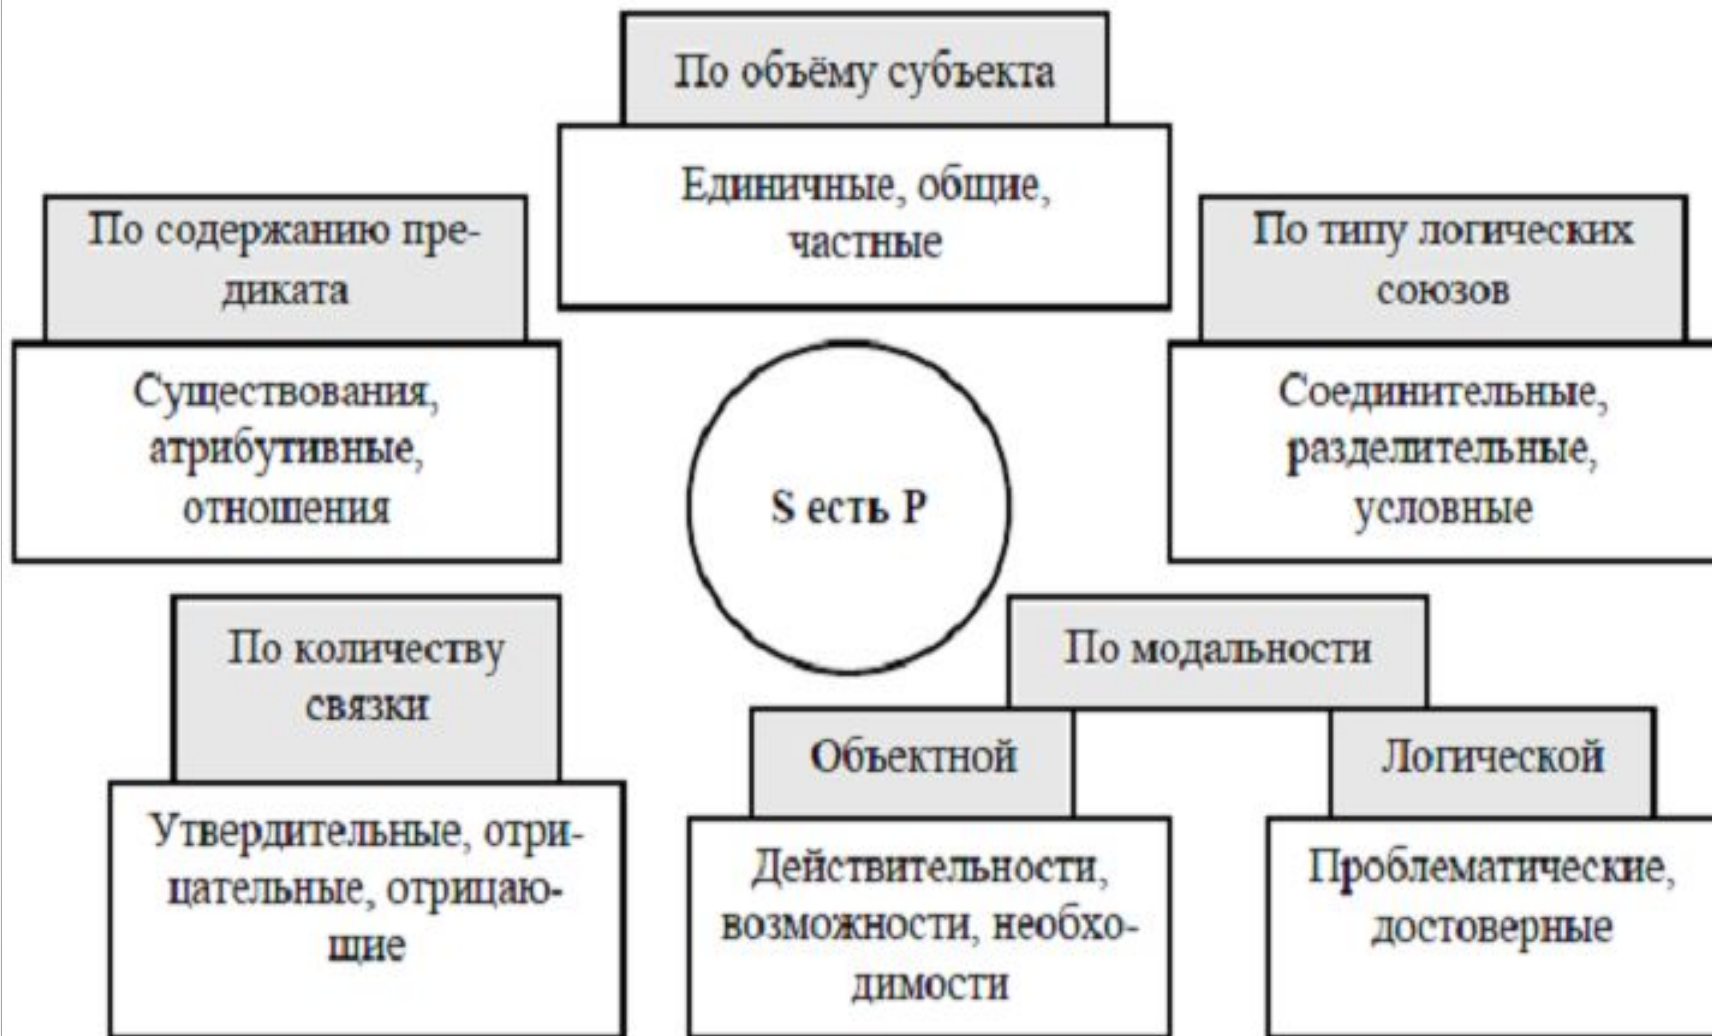 По объёму субъекта
Единичные, общие,
частные
По содержанию пре-
диката
Существования,
атрибутивные,
отношения
По типу логических
союзов
Соединительные,
разделительные,
условные
S есть P
По количеству
связки
Утвердительные, отри-
цательные, отрицаю-
щие
По модальности
Объектной
Действительности,
возможности, необхо-
димости
Логической
Проблематические,
достоверные